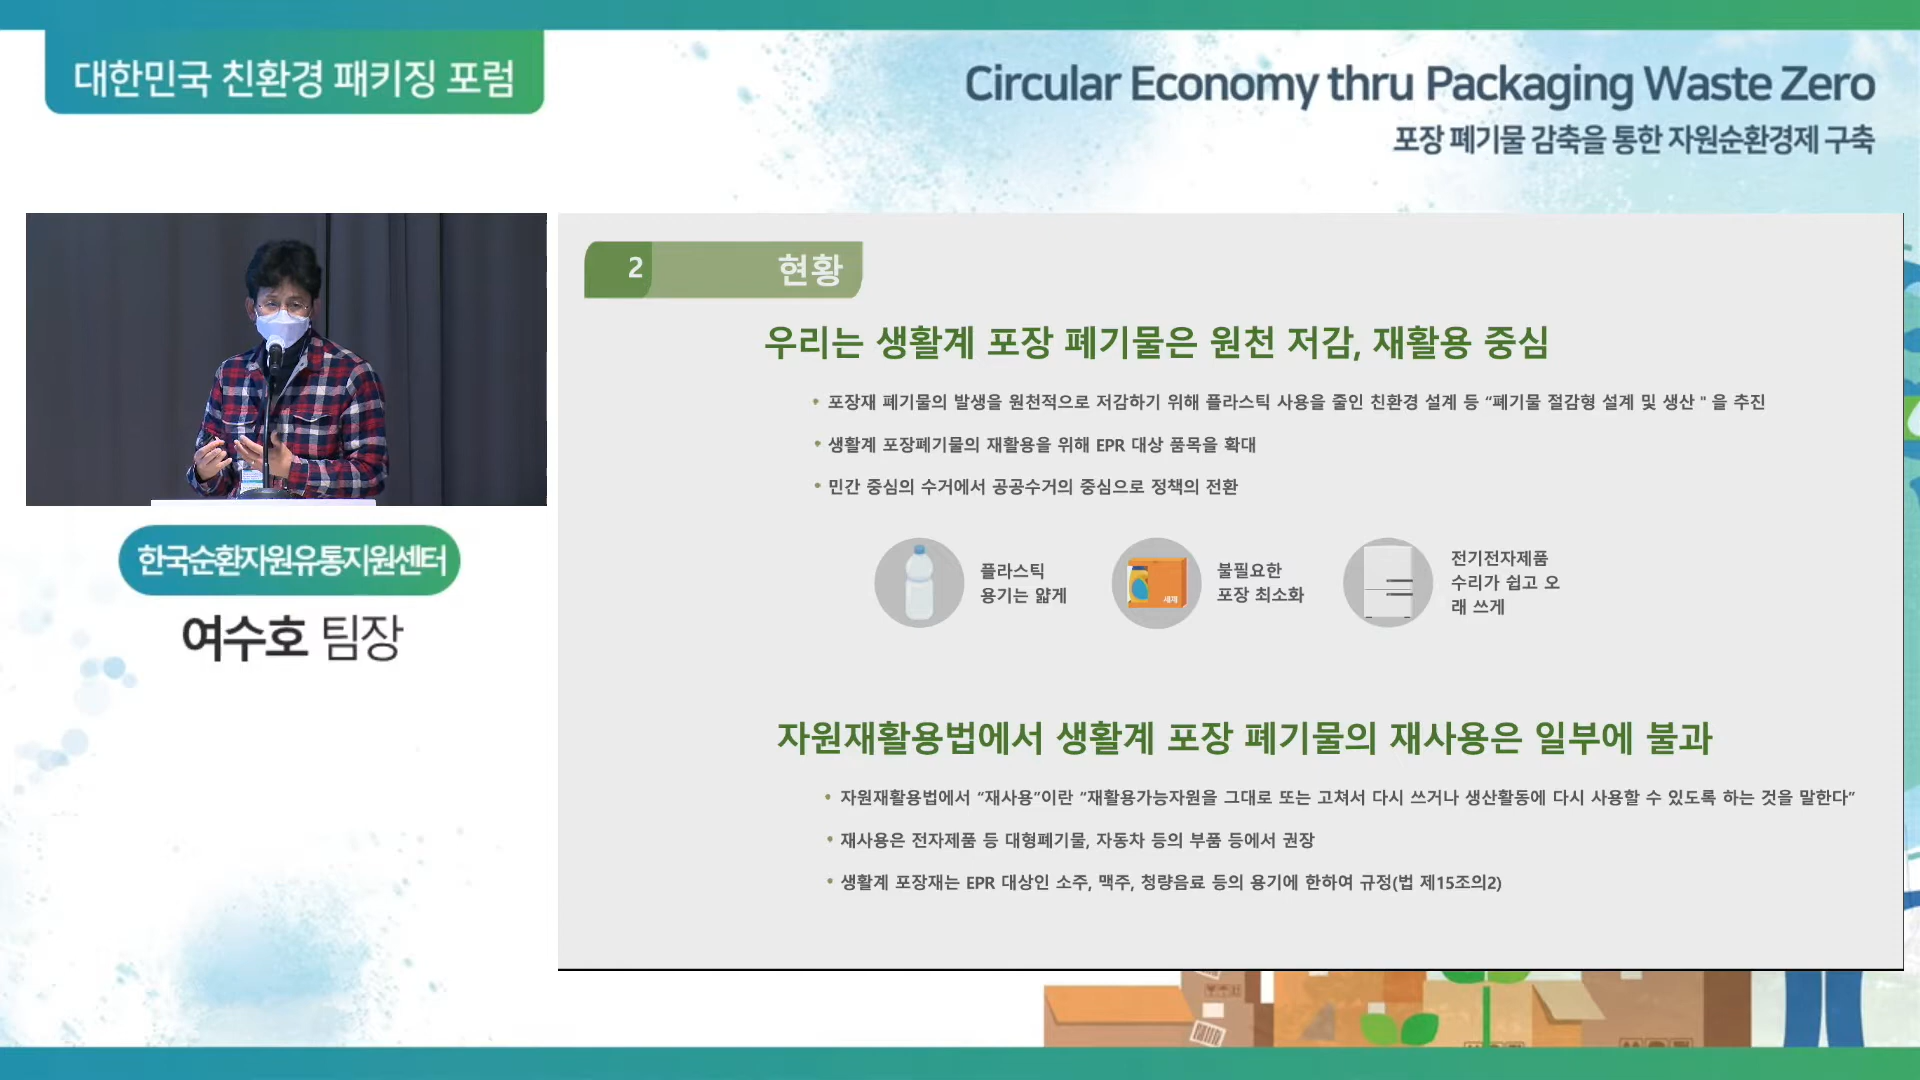 대한민국 친환경 패키징 포럼
Circular Economy thru Packaging Waste Zero
포장 폐기물 감축을 통한 자원순환경제 구축
한국순환자원유통지원센터
여수호 팀장
2 현황
우리는 생활계 포장 폐기물은 원천 저감, 재활용 중심
• 포장재 폐기물의 발생을 원천적으로 저감하기 위해 플라스틱 사용을 줄인 친환경 설계 등 “폐기물 절감형 설계 및 생산 " 을 추진
• 생활계 포장폐기물의 재활용을 위해 EPR 대상 품목을 확대
• 민간 중심의 수거에서 공공수거의 중심으로 정책의 전환
플라스틱
용기는 얇게
세제
불필요한
포장 최소화
전기전자제품
수리가 쉽고 오
래 쓰게
자원재활용법에서 생활계 포장 폐기물의 재사용은 일부에 불과
• 자원재활용법에서 “재사용”이란 “재활용가능자원을 그대로 또는 고쳐서 다시 쓰거나 생산활동에 다시 사용할 수 있도록 하는 것을 말한다”
• 재사용은 전자제품 등 대형폐기물, 자동차 등의 부품 등에서 권장
• 생활계 포장재는 EPR 대상인 소주, 맥주, 청량음료 등의 용기에 한하여 규정(법 제15조의2)